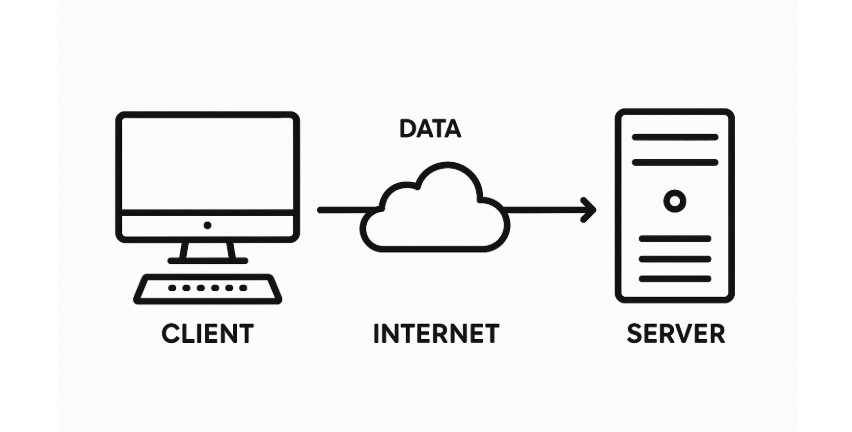 DATA
CLIENT
INTERNET
SERVER